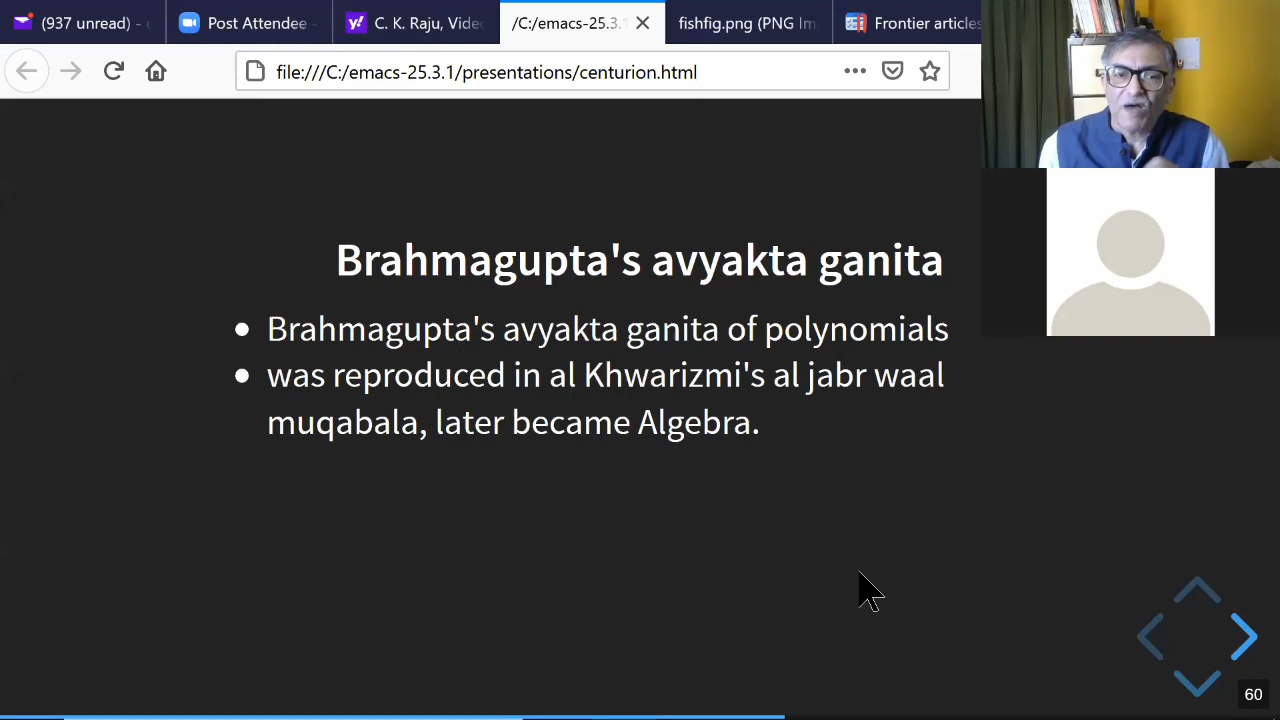 (937 unread) - c
Post Attendee -
C. K. Raju, Vide
/C:/emacs-25.3.1
fishfig.png (PNG Im
Frontier articles
file:///C:/emacs-25.3.1/presentations/centurion.html
Brahmagupta's avyakta ganita
Brahmagupta's avyakta ganita of polynomials
was reproduced in al Khwarizmi's al jabr waal
muqabala, later became Algebra.
60